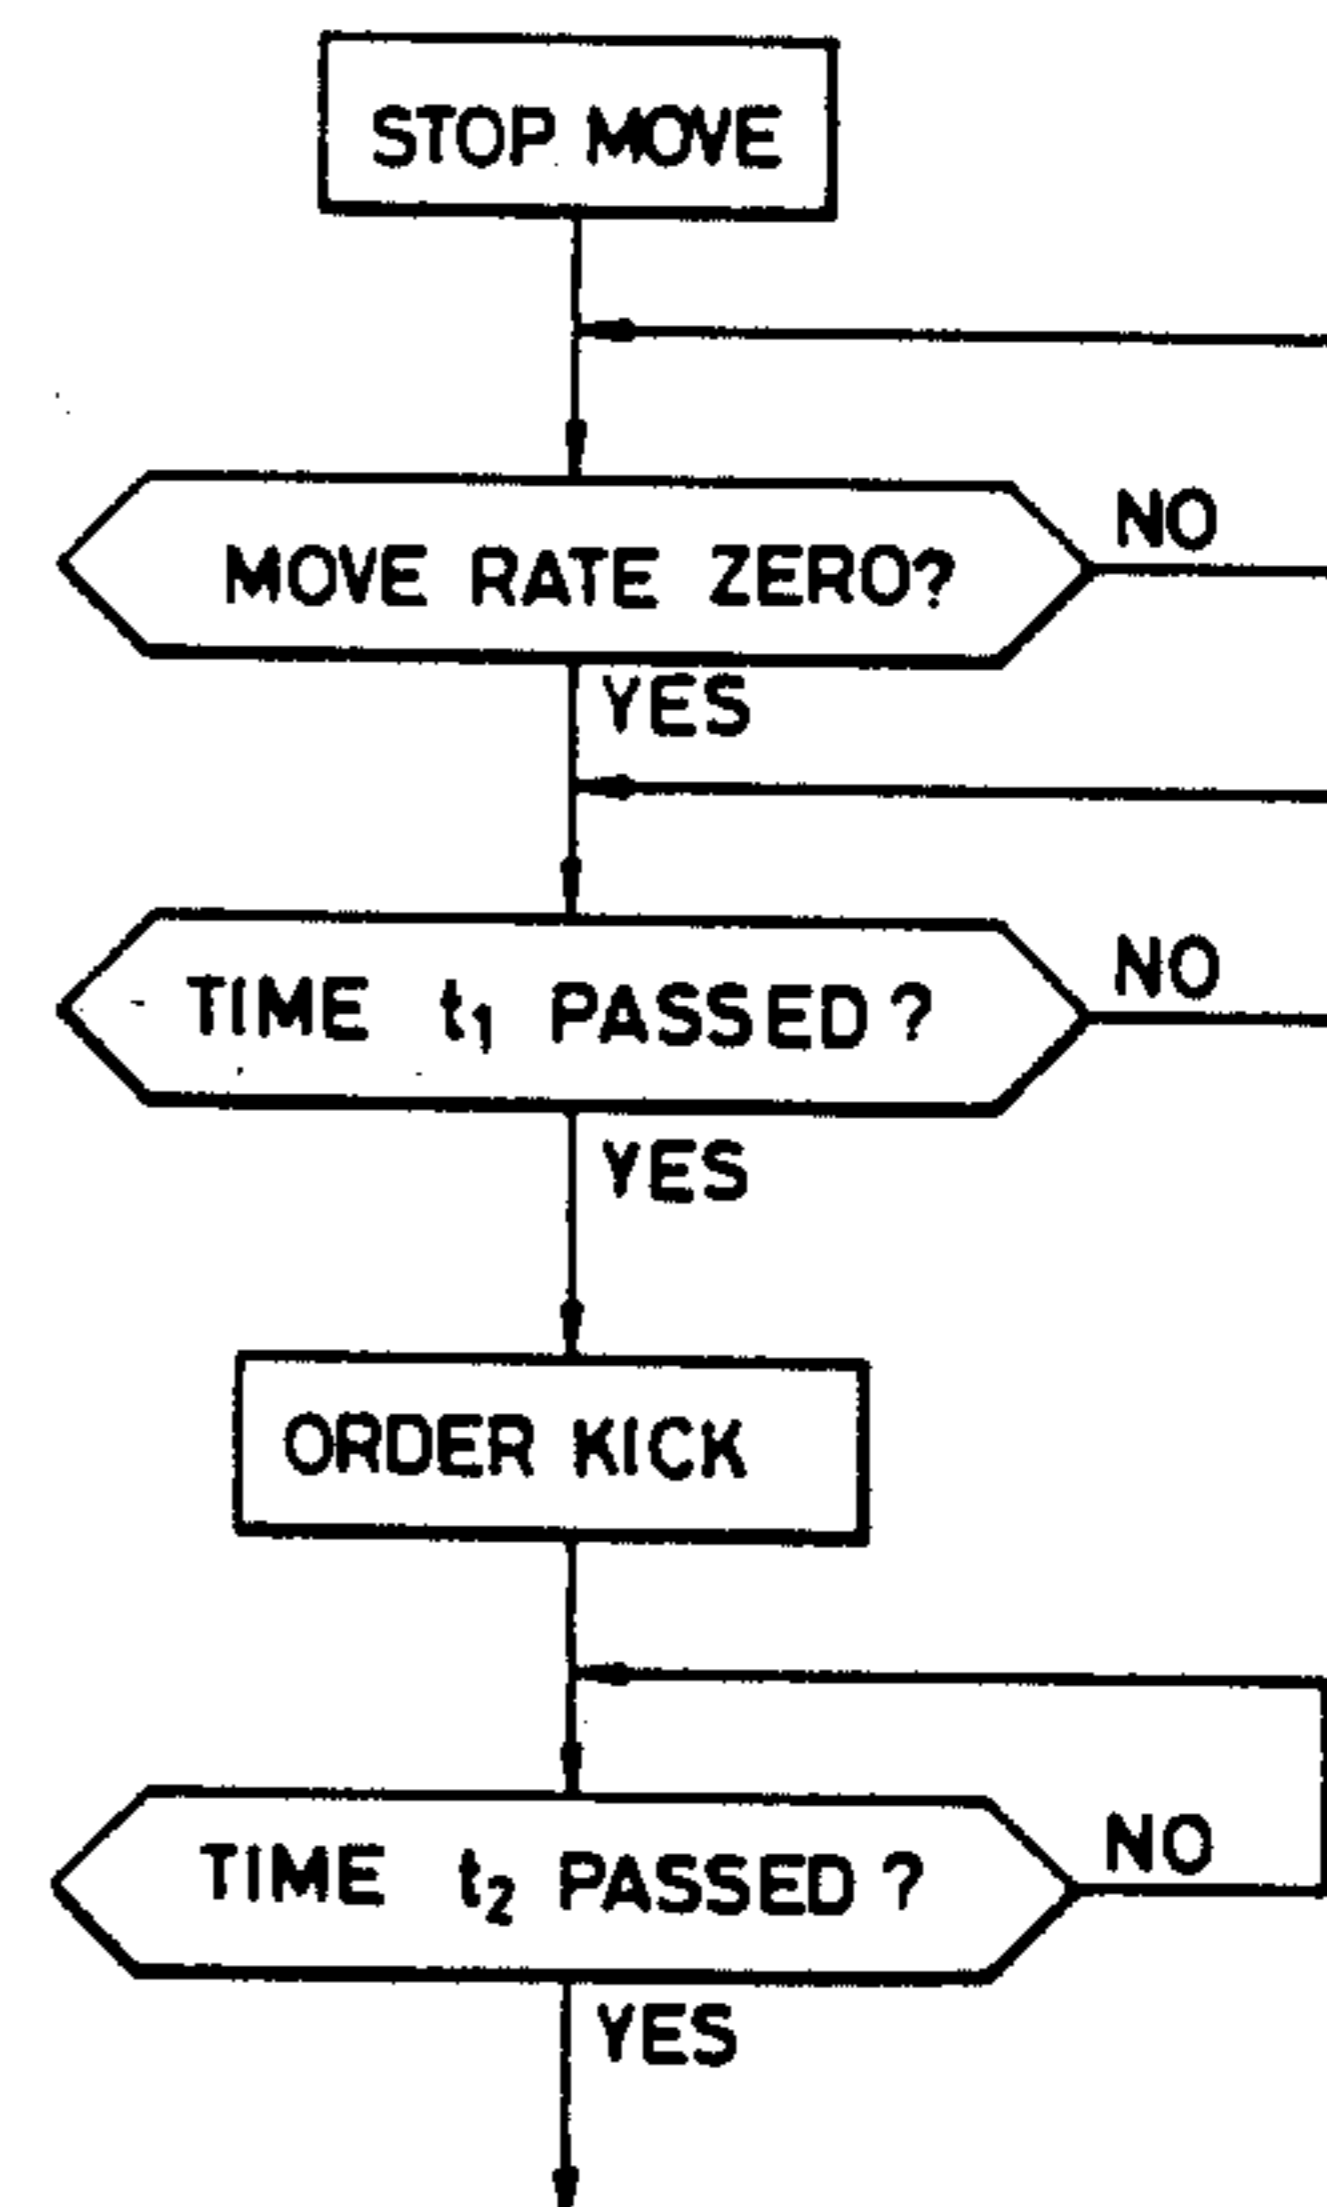 STOP MOVE
MOVE RATE ZERO?
NO
YES
TIME t₁ PASSED?
NO
YES
ORDER KICK
TIME t₂ PASSED?
NO
YES